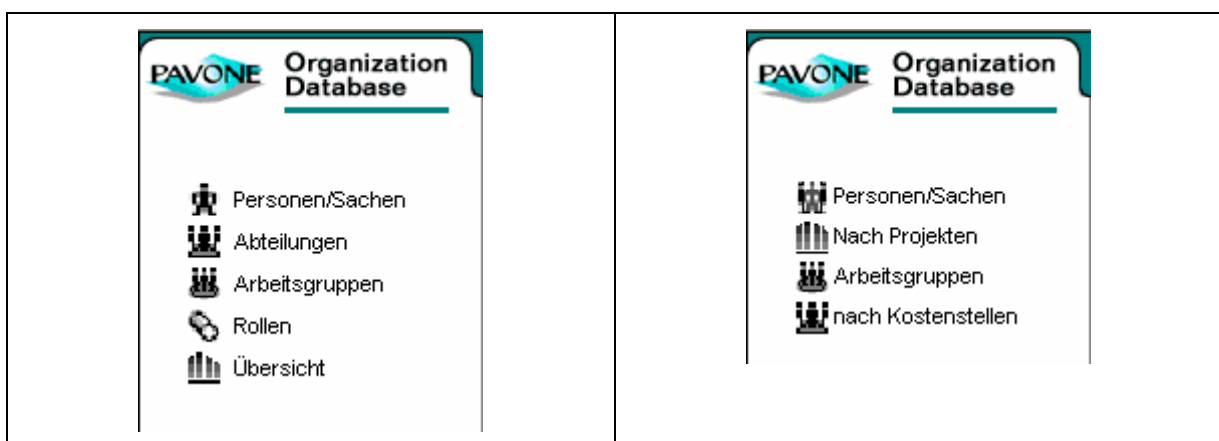 PAVONE
Organization
Database
Personen/Sachen
Abteilungen
Arbeitsgruppen
Rollen
Übersicht
PAVONE
Organization
Database
Personen/Sachen
Nach Projekten
Arbeitsgruppen
nach Kostenstellen